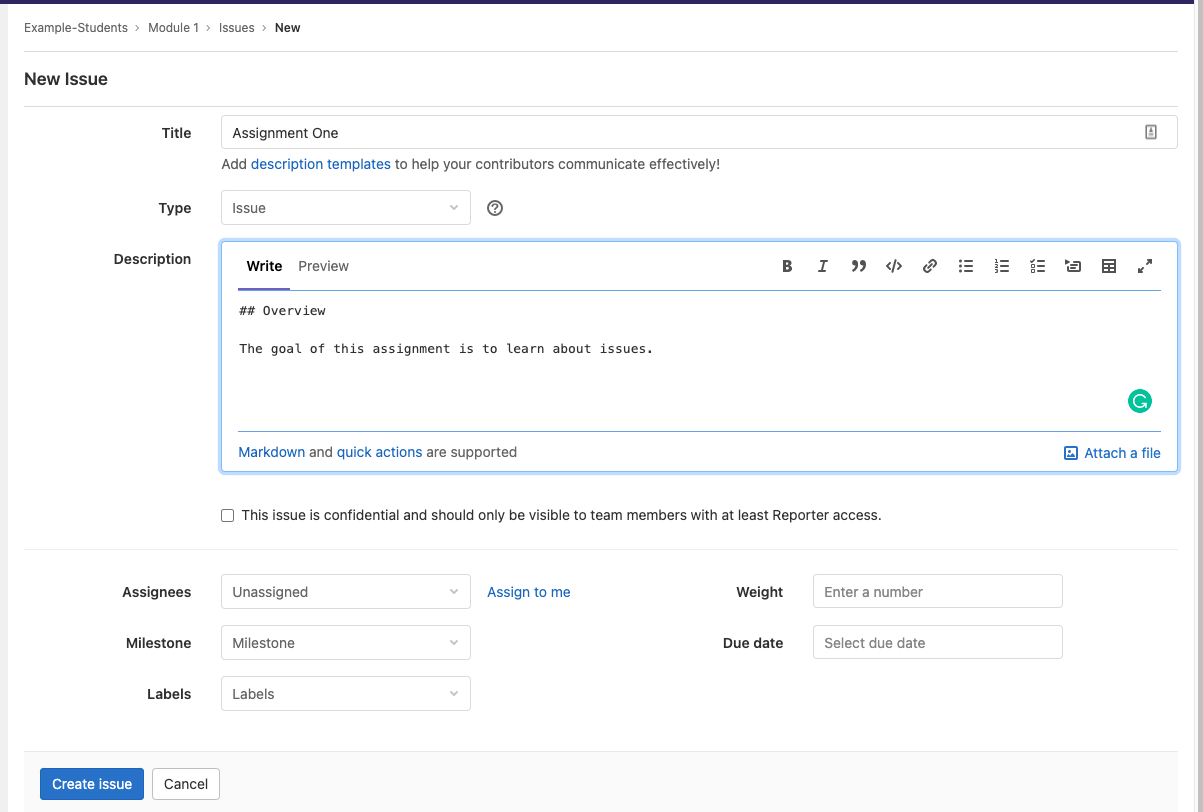 Example-Students › Module 1 › Issues › New
New Issue
Title
Assignment One
Add description templates to help your contributors communicate effectively!
Type
Issue
Description
Write Preview
## Overview
The goal of this assignment is to learn about issues.
Markdown and quick actions are supported
Attach a file
This issue is confidential and should only be visible to team members with at least Reporter access.
Assignees
Unassigned
Assign to me
Weight
Enter a number
Milestone
Milestone
Due date
Select due date
Labels
Labels
Create issue
Cancel